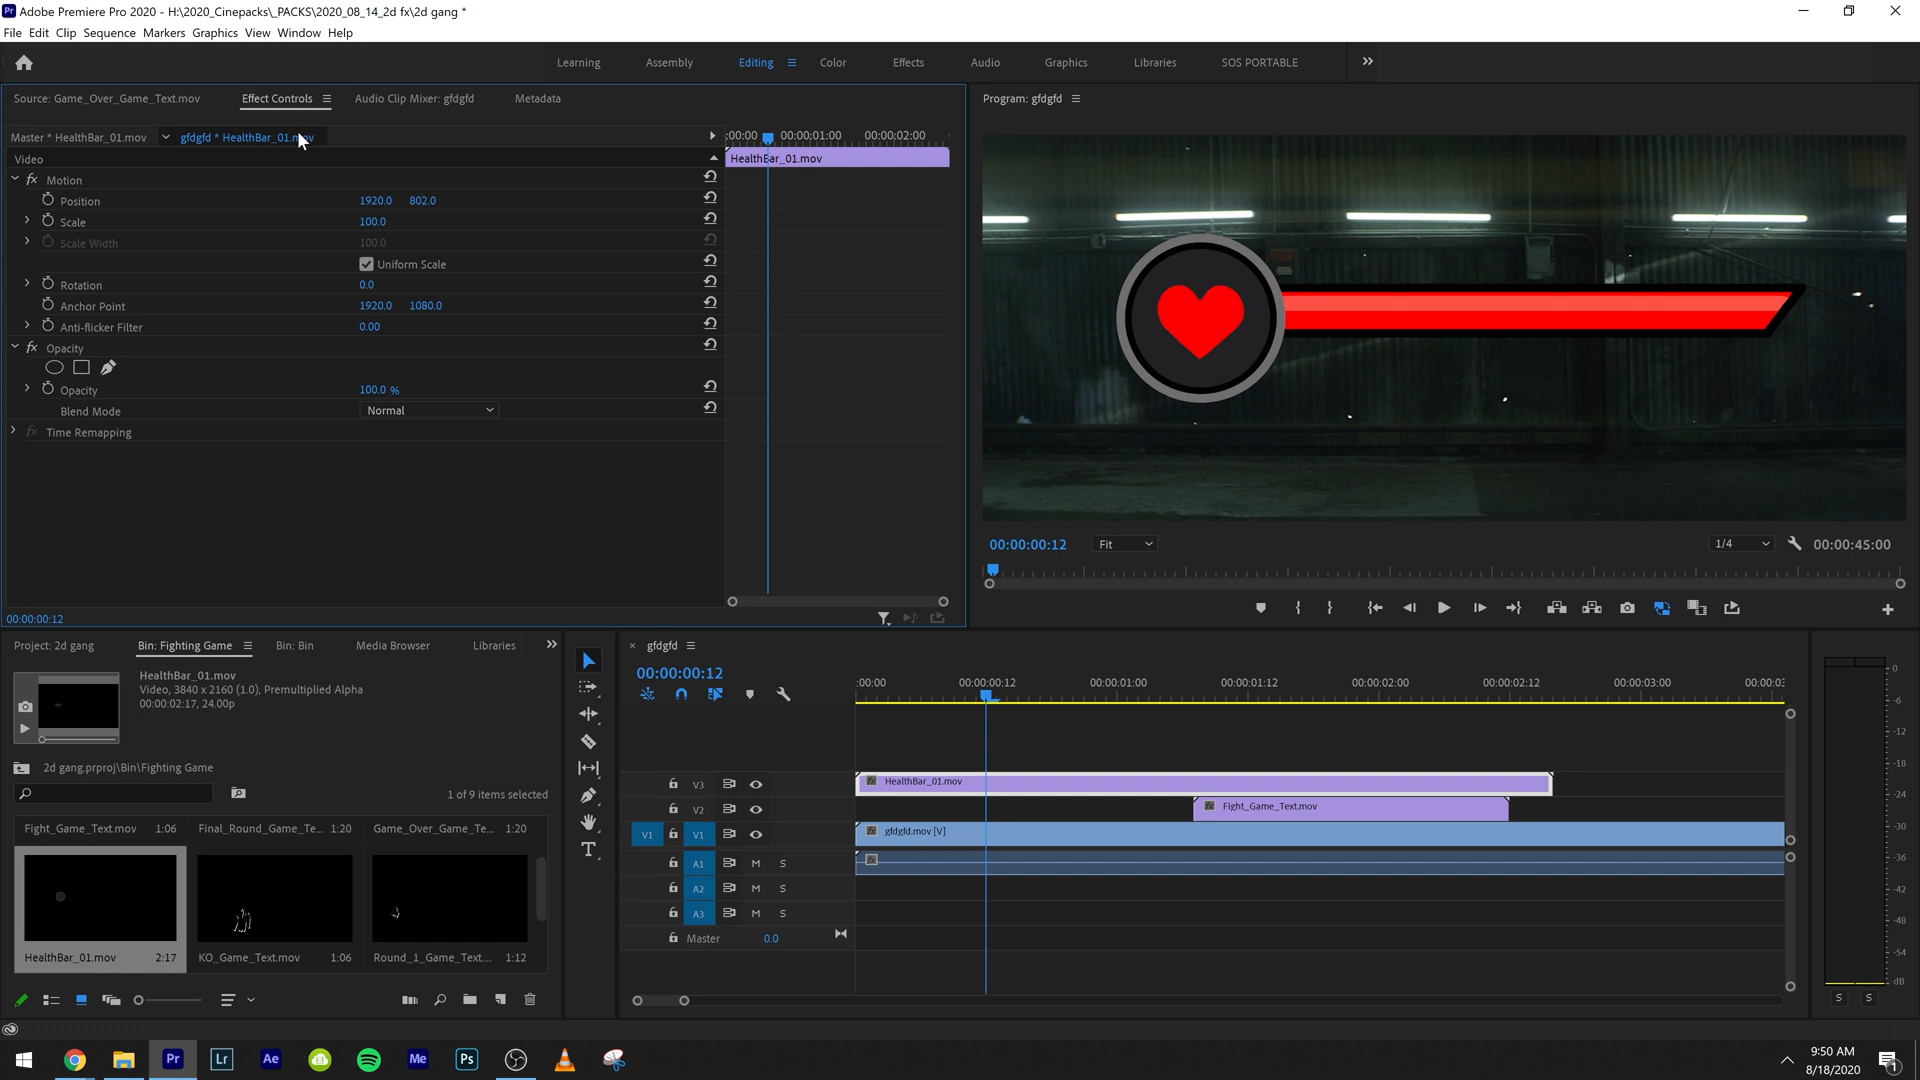 Adobe Premiere Pro 2020 - H:\2020_Cinepacks\_PACKS\2020_08_14_2d fx\2d gang *
File Edit Clip Sequence Markers Graphics View Window Help
Learning Assembly Editing Color Effects Audio Graphics Libraries SOS PORTABLE
Source: Game_Over_Game_Text.mov Effect Controls Audio Clip Mixer: gfdgfd Metadata
Program: gfdgfd
Master * HealthBar_01.mov gfdgfd * HealthBar_01.mov
:00:00 00:00:01:00 00:00:02:00
Video
HealthBar_01.mov
fx Motion
Position 1920.0 802.0
Scale 100.0
Scale Width 100.0
Uniform Scale
Rotation 0.0
Anchor Point 1920.0 1080.0
Anti-flicker Filter 0.00
fx Opacity
Opacity 100.0 %
Blend Mode Normal
fx Time Remapping
00:00:00:12 Fit 1/4 00:00:45:00
00:00:00:12
Project: 2d gang Bin: Fighting Game Bin: Bin Media Browser Libraries
HealthBar_01.mov
Video, 3840 x 2160 (1.0), Premultiplied Alpha
00:00:02:17, 24.00p
2d gang.prproj\Bin\Fighting Game
1 of 9 items selected
Fight_Game_Text.mov 1:06 Final_Round_Game_Te... 1:20 Game_Over_Game_Te... 1:20
HealthBar_01.mov 2:17 KO_Game_Text.mov 1:06 Round_1_Game_Text.... 1:12
gfdgfd
00:00:00:12
:00:00 00:00:00:12 00:00:01:00 00:00:01:12 00:00:02:00 00:00:02:12 00:00:03:00 00:00:03
V3 HealthBar_01.mov
V2 Fight_Game_Text.mov
V1 V1 gfdgfd.mov [V]
A1 M S
A2 M S
A3 M S
Master 0.0
0
-6
-12
-18
-24
-30
-36
-42
-48
-54
dB
S S
Pr Lr Ae Me Ps
9:50 AM
8/18/2020
1